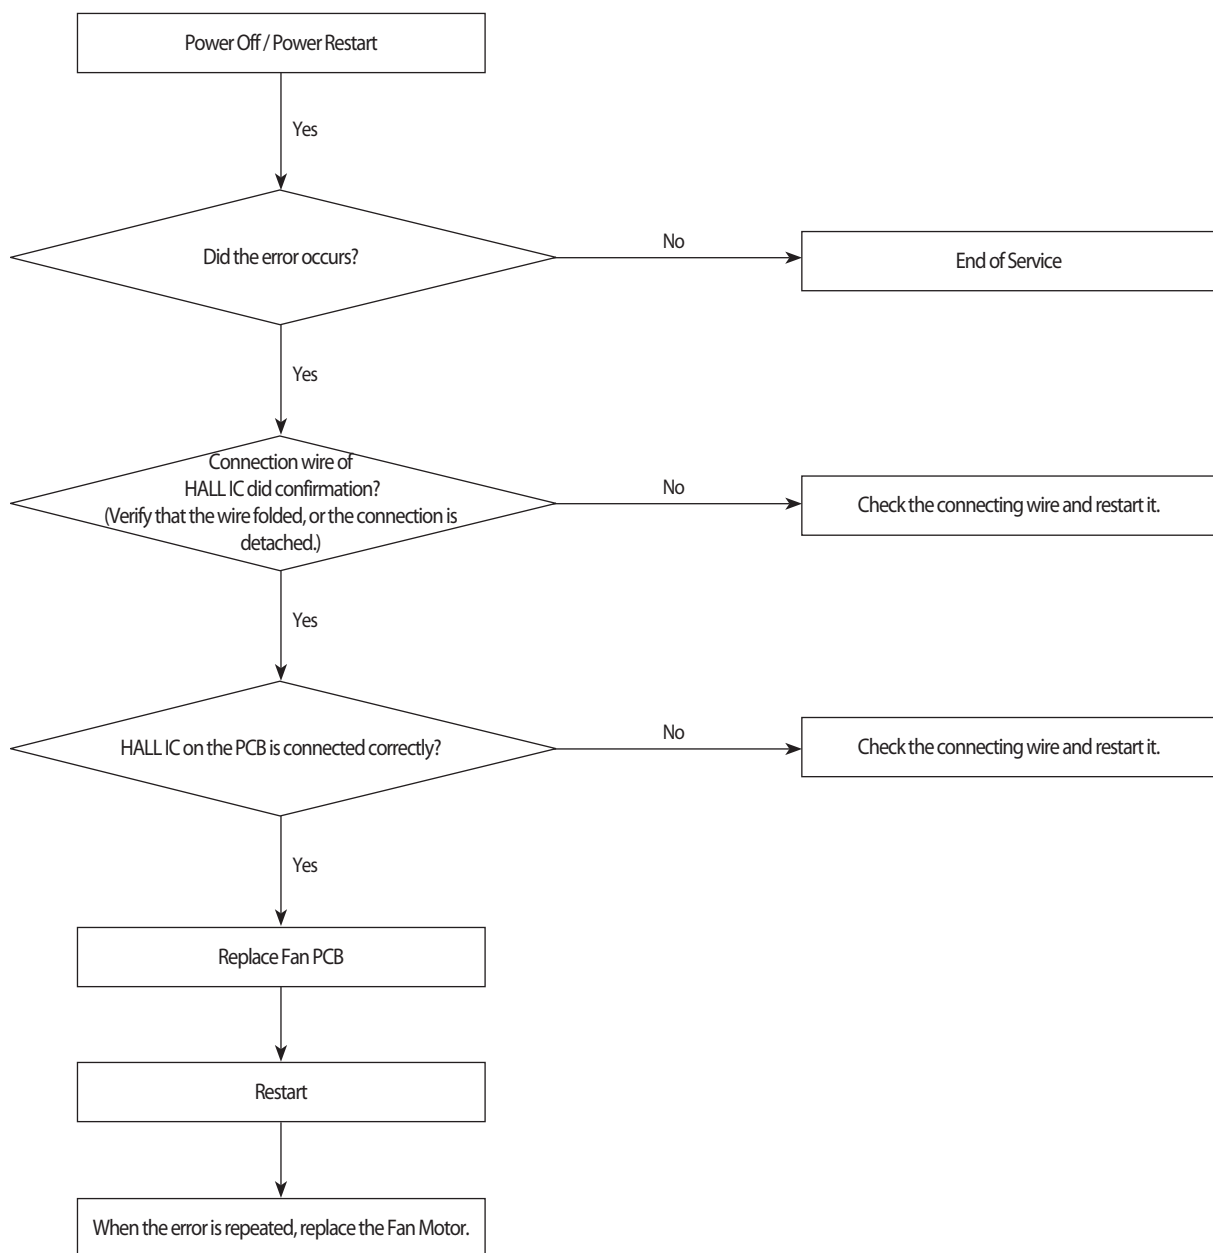 Power Off / Power Restart
Yes
Did the error occurs?
No
End of Service
Yes
Connection wire of
HALL IC did confirmation?
(Verify that the wire folded, or the connection is
detached.)
No
Check the connecting wire and restart it.
Yes
HALL IC on the PCB is connected correctly?
No
Check the connecting wire and restart it.
Yes
Replace Fan PCB
Restart
When the error is repeated, replace the Fan Motor.